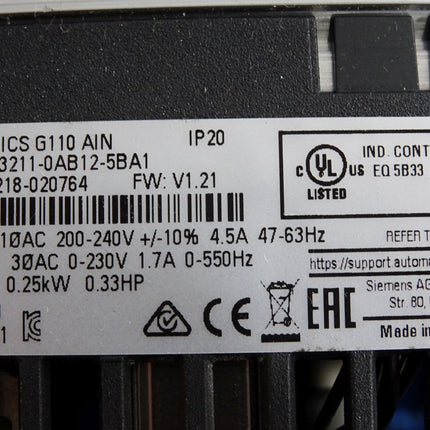 ICS G110 AIN IP20
3211-0AB12-5BA1
218-020764 FW: V1.21
1ØAC 200-240V +/-10% 4.5A 47-63Hz
3ØAC 0-230V 1.7A 0-550Hz
0.25kW 0.33HP
1
C UL US
LISTED
IND. CONT
EQ 5B33
REFER T
https://support.automa
Siemens AG
Str. 80,
Made in
CE
EAC